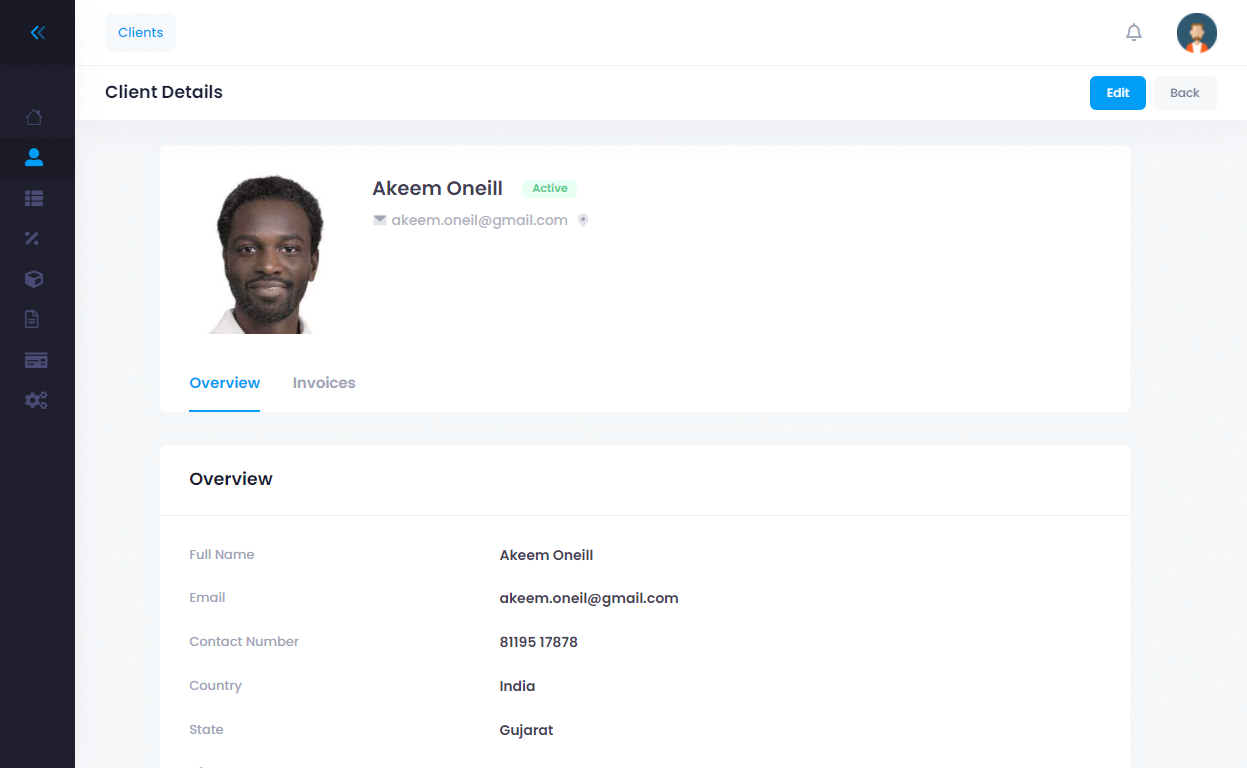 Clients
Client Details
Edit
Back
Akeem Oneill
Active
akeem.oneil@gmail.com
Overview
Invoices
Overview
Full Name
Akeem Oneill
Email
akeem.oneil@gmail.com
Contact Number
81195 17878
Country
India
State
Gujarat